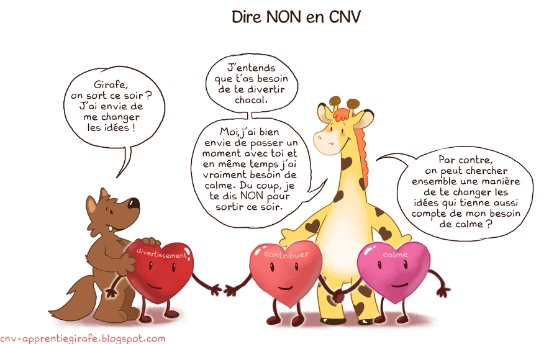 Dire NON en CNV
Girafe,
on sort ce soir ?
J'ai envie de
me changer
les idées !
J'entends
que t'as besoin
de te divertir
chacal.
Moi, j'ai bien
envie de passer un
moment avec toi et
en même temps j'ai
vraiment besoin de
calme. Du coup, je
te dis NON pour
sortir ce soir.
Par contre,
on peut chercher
ensemble une manière
de te changer les
idées qui tienne aussi
compte de mon besoin
de calme ?
divertissement
contribuer
calme
cnv-apprentiegirafe.blogspot.com